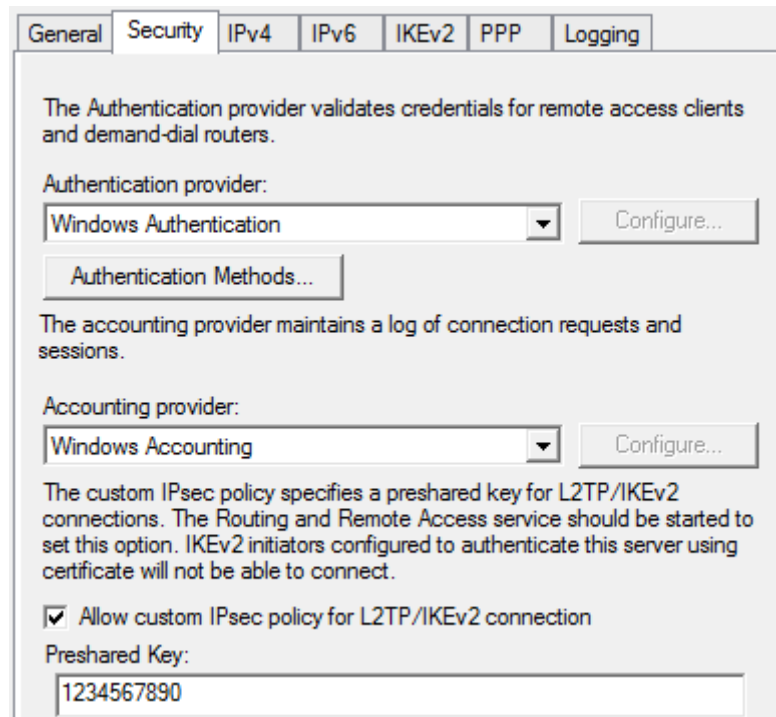 General Security IPv4 IPv6 IKEv2 PPP Logging
The Authentication provider validates credentials for remote access clients
and demand-dial routers.
Authentication provider:
Windows Authentication Configure...
Authentication Methods...
The accounting provider maintains a log of connection requests and
sessions.
Accounting provider:
Windows Accounting Configure...
The custom IPsec policy specifies a preshared key for L2TP/IKEv2
connections. The Routing and Remote Access service should be started to
set this option. IKEv2 initiators configured to authenticate this server using
certificate will not be able to connect.
Allow custom IPsec policy for L2TP/IKEv2 connection
Preshared Key:
1234567890